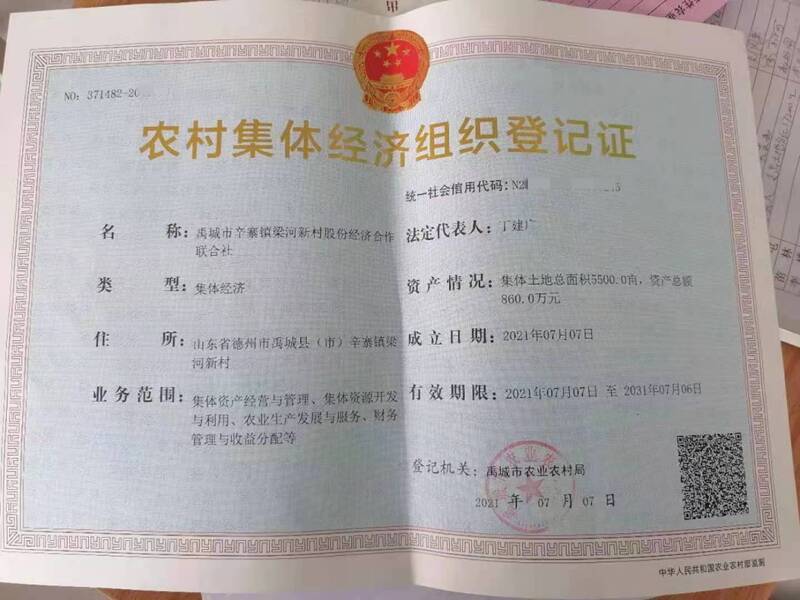 NO: 371482-20
农村集体经济组织登记证
统一社会信用代码: N2
名 称: 禹城市辛寨镇梁河新村股份经济合作
联合社
类 型: 集体经济
住 所: 山东省德州市禹城县（市）辛寨镇梁
河新村
业务范围: 集体资产经营与管理、集体资源开发
与利用、农业生产发展与服务、财务
管理与收益分配等
法定代表人: 丁建广
资产情况: 集体土地总面积5500.0亩, 资产总额
860.0万元
成立日期: 2021年07月07日
有效期限: 2021年07月07日 至 2031年07月06日
登记机关: 禹城市农业农村局
2021 年 07 月 07 日
中华人民共和国农业农村部监制